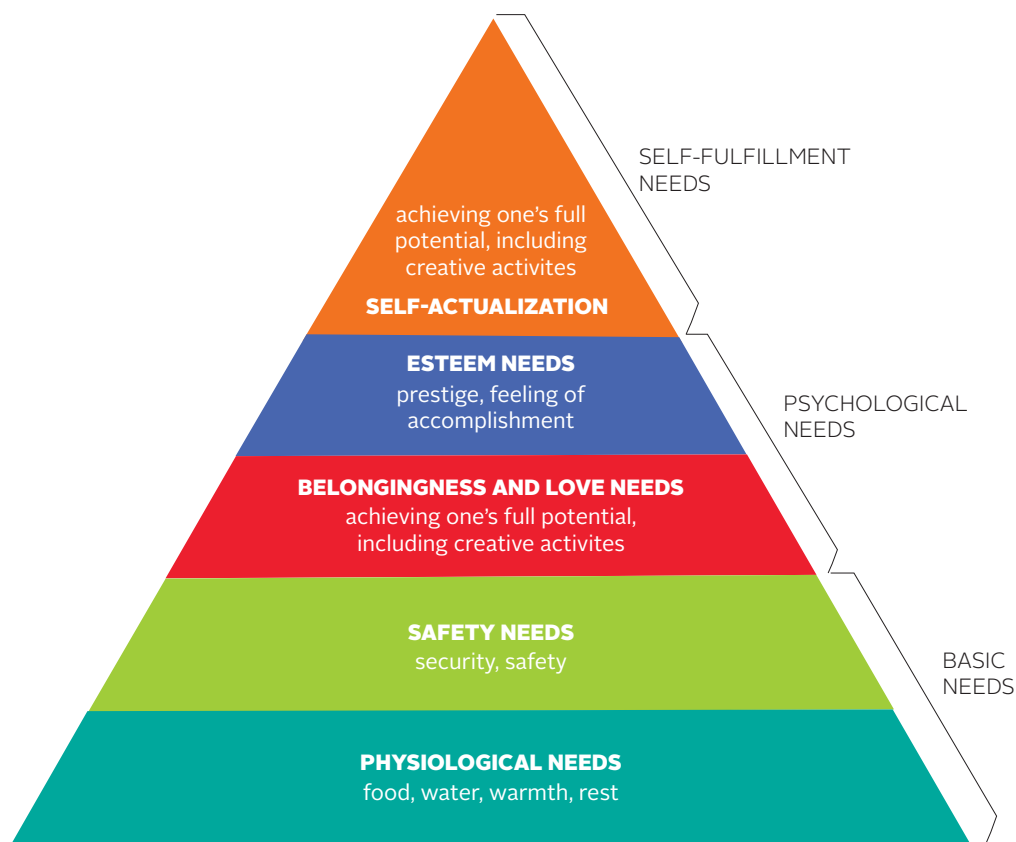 SELF-FULFILLMENT
NEEDS
achieving one's full
potential, including
creative activites
SELF-ACTUALIZATION
ESTEEM NEEDS
prestige, feeling of
accomplishment
PSYCHOLOGICAL
NEEDS
BELONGINGNESS AND LOVE NEEDS
achieving one's full potential,
including creative activites
SAFETY NEEDS
security, safety
BASIC
NEEDS
PHYSIOLOGICAL NEEDS
food, water, warmth, rest